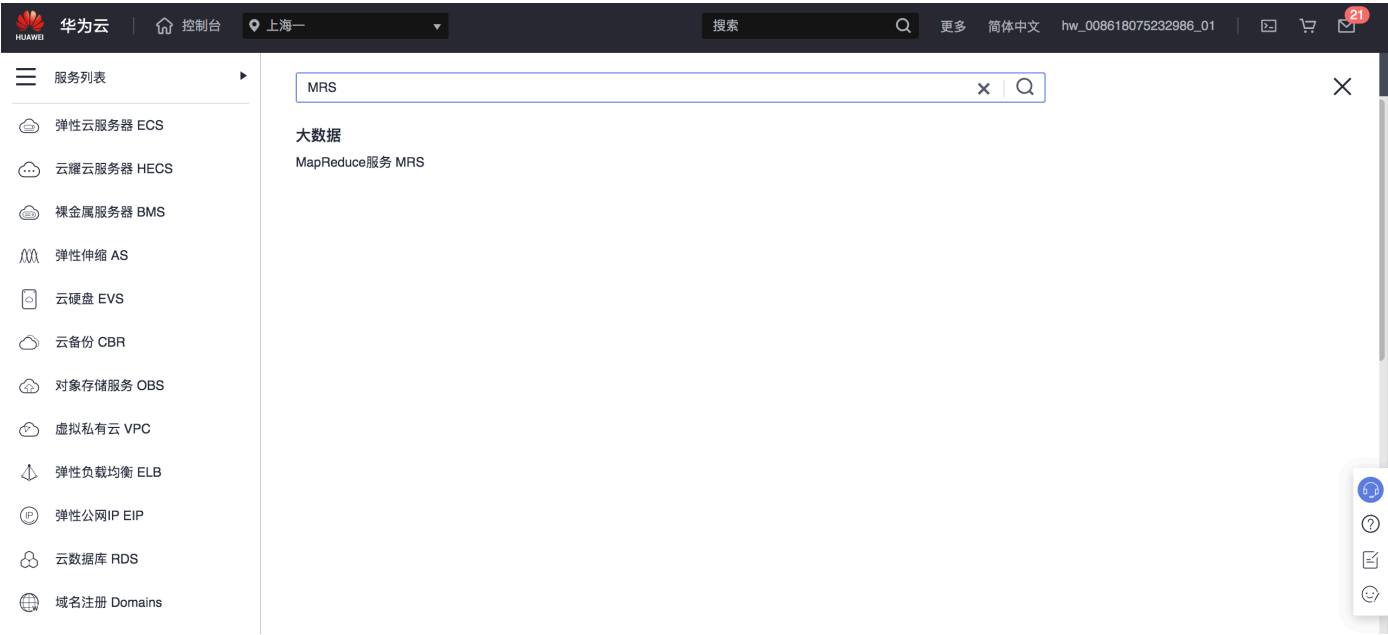 HUAWEI
华为云
控制台
上海一
搜索
更多
简体中文
hw_008618075232986_01
21
服务列表
MRS
大数据
MapReduce服务 MRS
弹性云服务器 ECS
云耀云服务器 HECS
裸金属服务器 BMS
弹性伸缩 AS
云硬盘 EVS
云备份 CBR
对象存储服务 OBS
虚拟私有云 VPC
弹性负载均衡 ELB
IP
弹性公网IP EIP
云数据库 RDS
域名注册 Domains